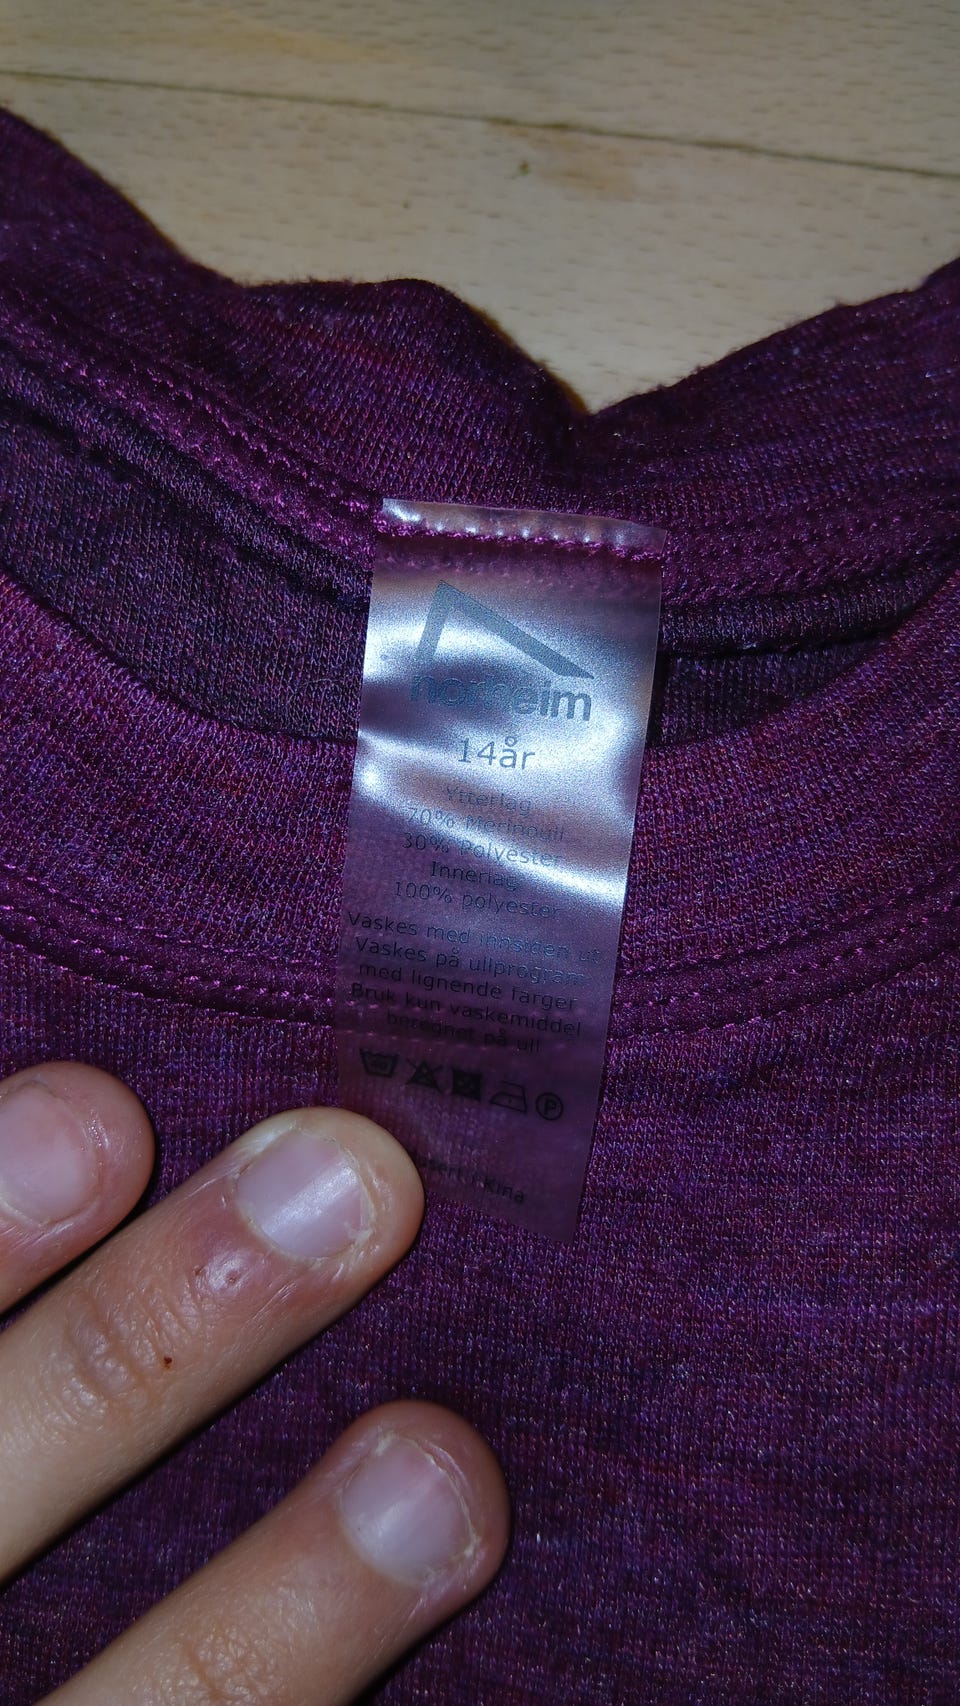 norheim
14år
Ytterlag
70% Merinoull
30% Polyester
Innerlag
100% polyester
Vaskes med innsiden ut
Vaskes på ullprogram
med lignende farger
Bruk kun vaskemiddel
beregnet på ull
P
i Kina